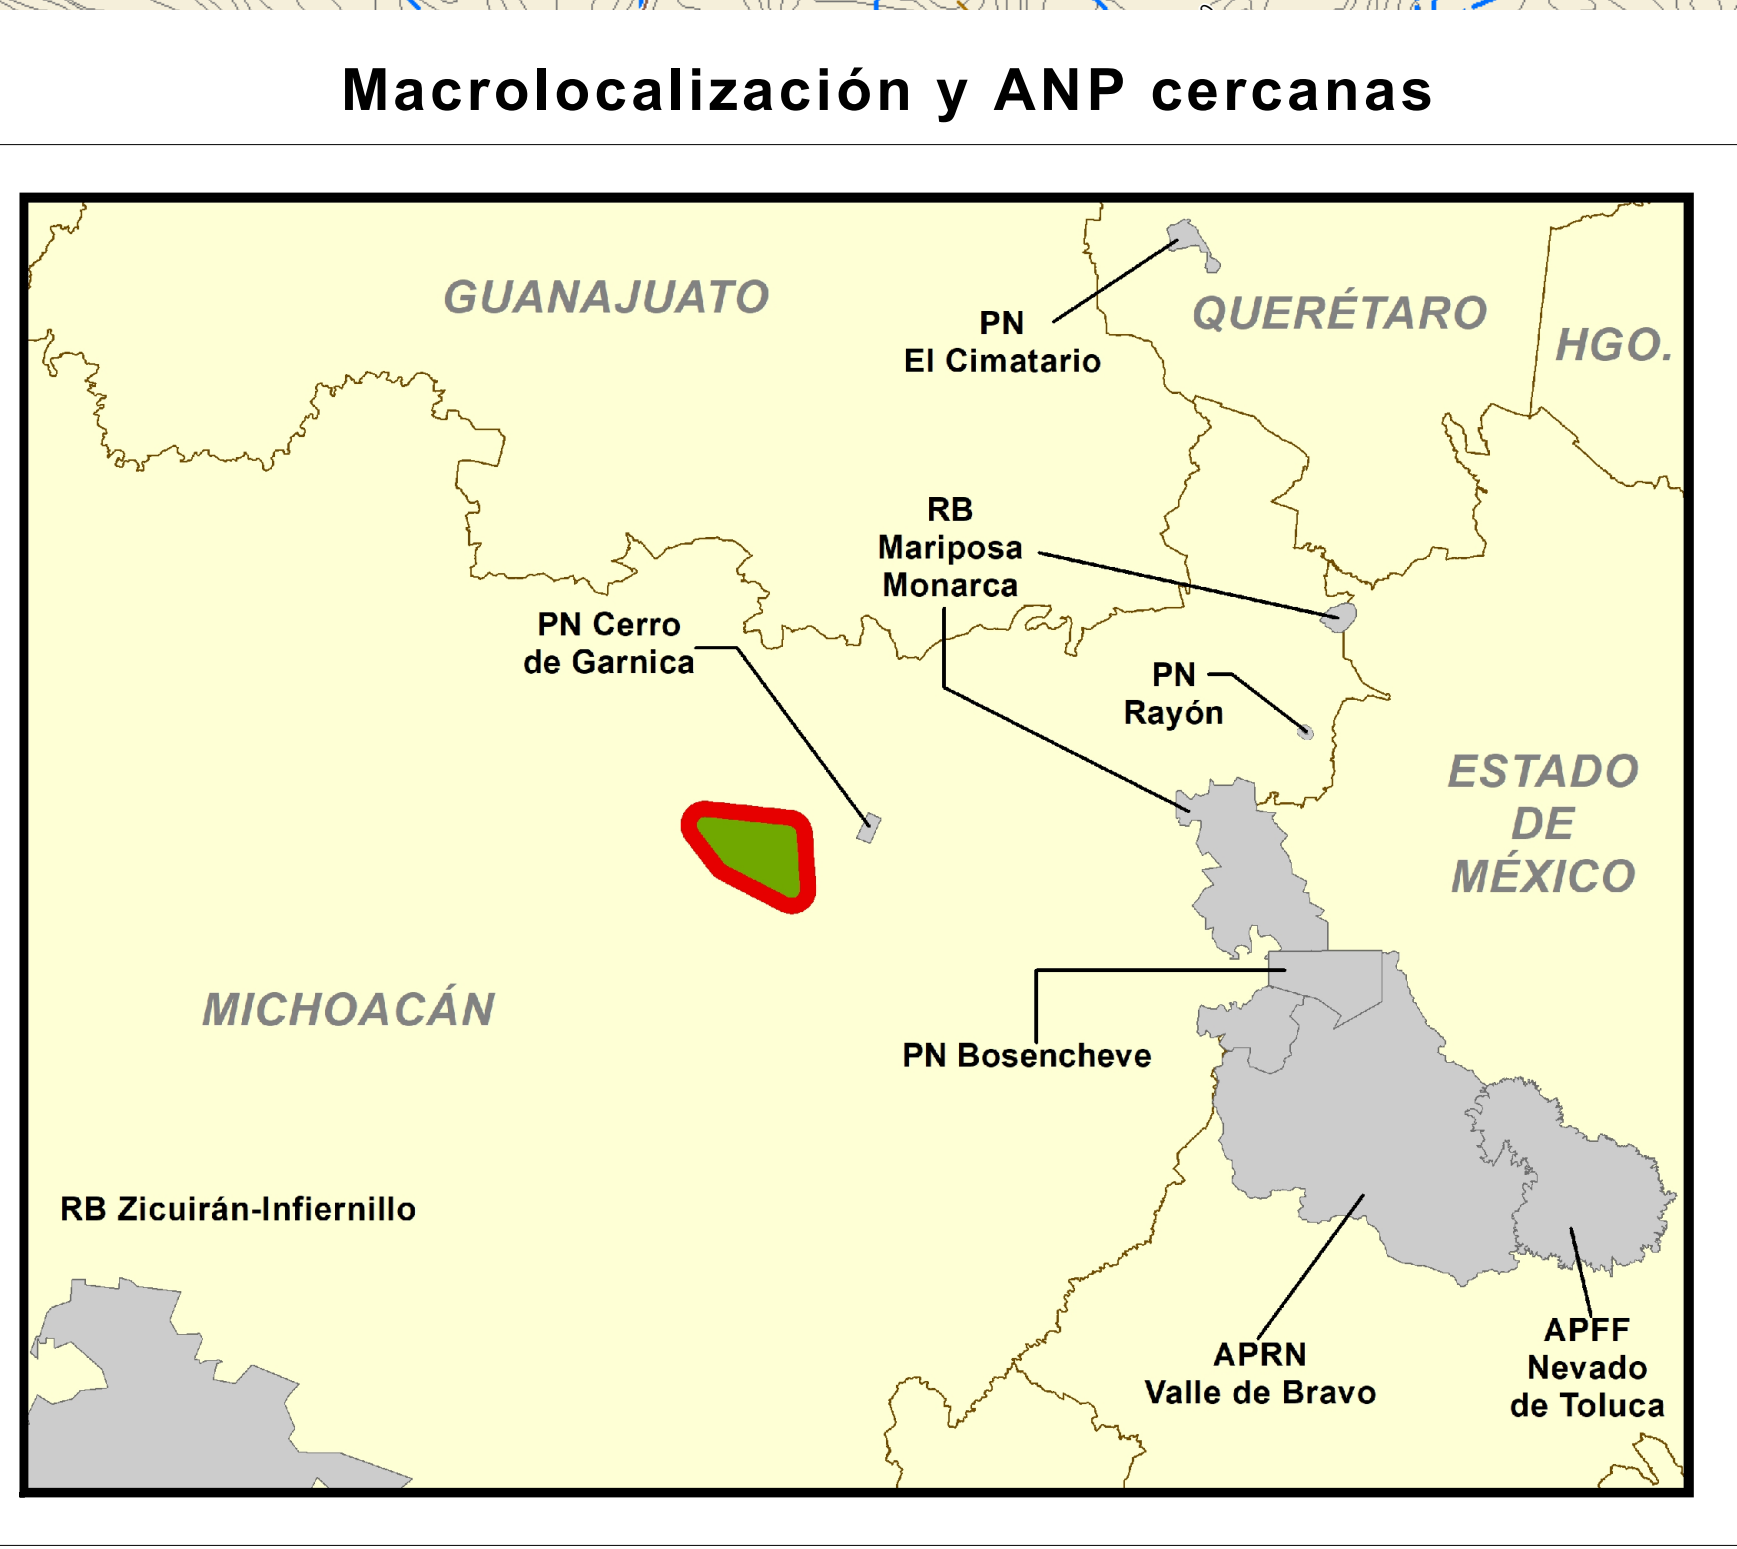 Macrolocalización y ANP cercanas
GUANAJUATO
QUERÉTARO
HGO.
PN
El Cimatario
RB
Mariposa
Monarca
PN Cerro
de Garnica
PN
Rayón
ESTADO
DE
MÉXICO
MICHOACÁN
PN Bosencheve
RB Zicuirán-Infiernillo
APRN
Valle de Bravo
APFF
Nevado
de Toluca